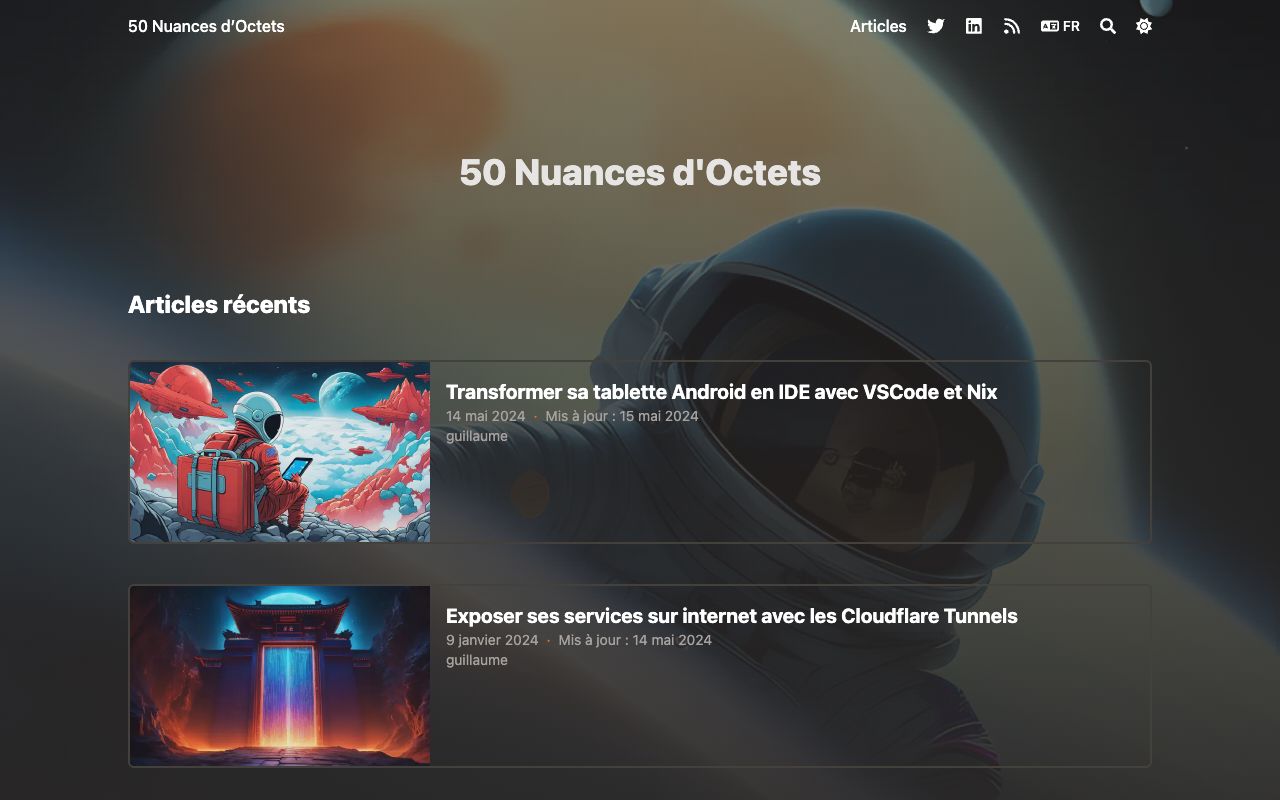 50 Nuances d’Octets
Articles
FR
50 Nuances d'Octets
Articles récents
Transformer sa tablette Android en IDE avec VSCode et Nix
14 mai 2024 · Mis à jour : 15 mai 2024
guillaume
Exposer ses services sur internet avec les Cloudflare Tunnels
9 janvier 2024 · Mis à jour : 14 mai 2024
guillaume